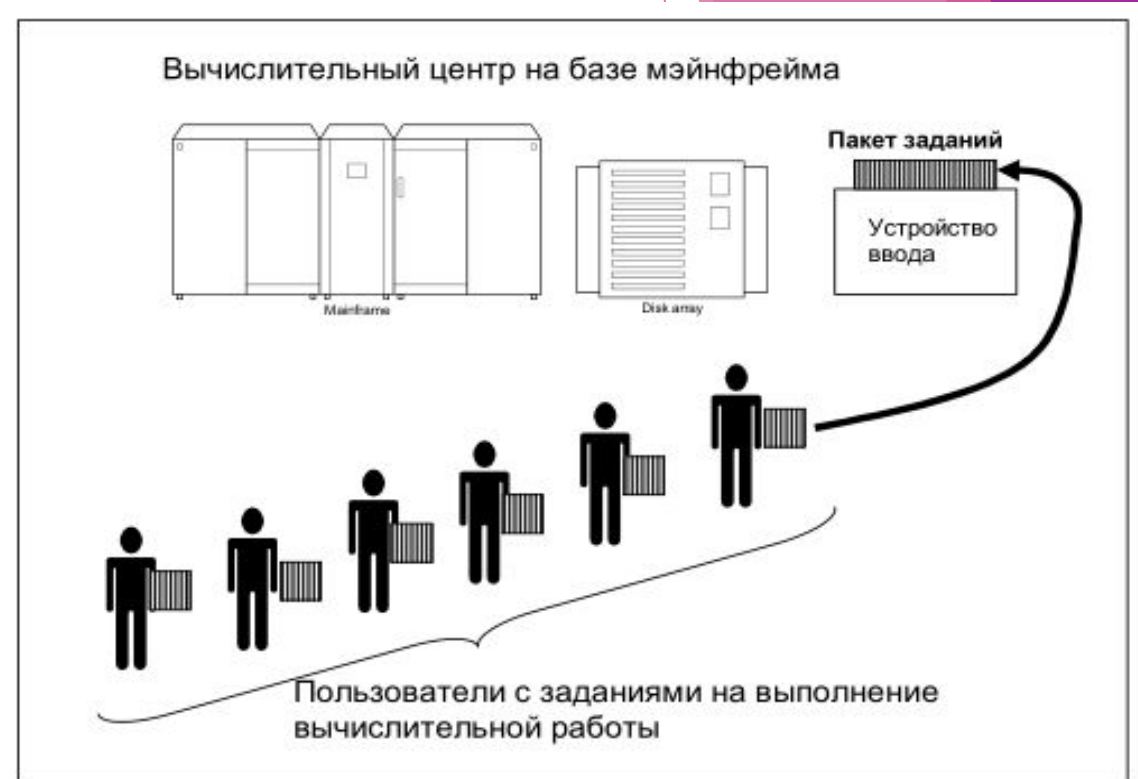 Вычислительный центр на базе мэйнфрейма
Пакет заданий
Устройство
ввода
Mainframe
Disk array
Пользователи с заданиями на выполнение
вычислительной работы